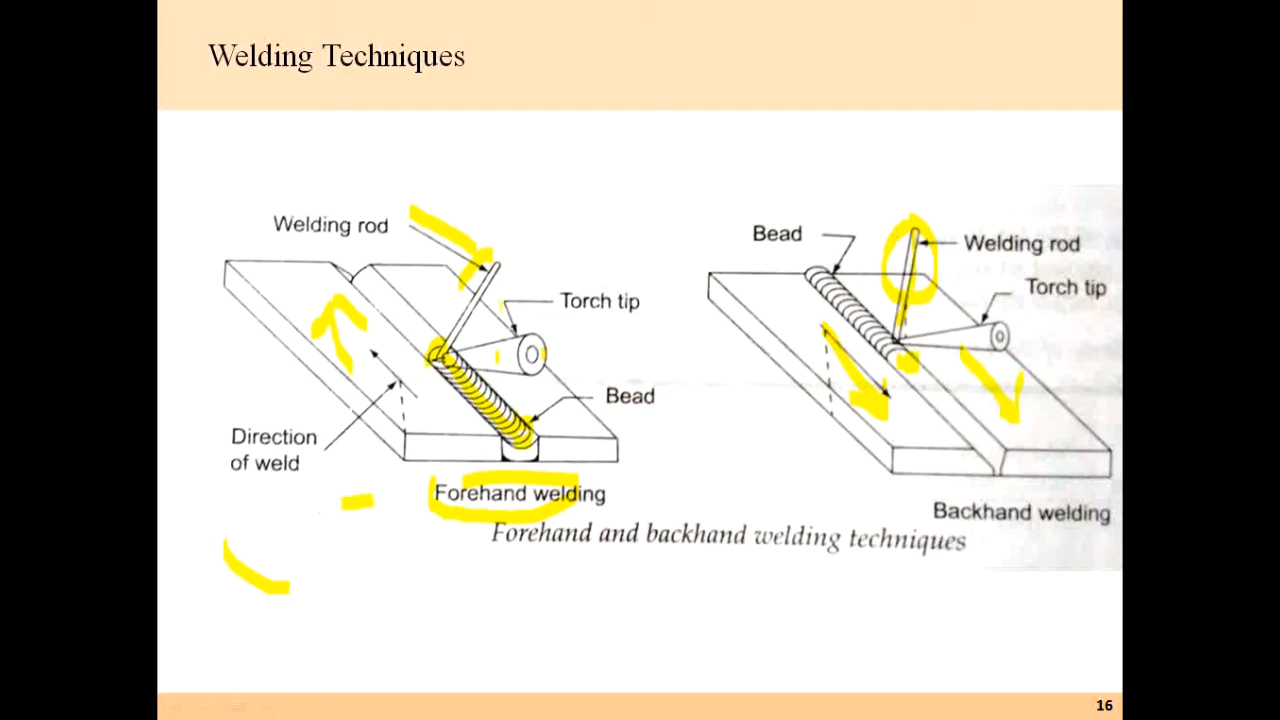 Welding Techniques
Welding rod
Torch tip
Bead
Direction
of weld
Forehand welding
Bead
Welding rod
Torch tip
Backhand welding
Forehand and backhand welding techniques
16